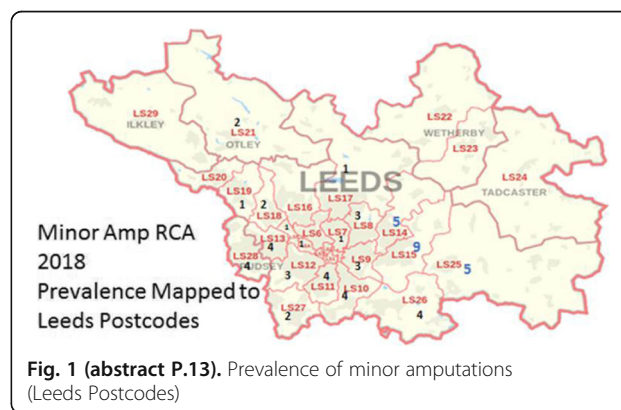 LS29
ILKLEY
2
LS21
OTLEY
LS22
WETHERBY
LS23
LS24
TADCASTER
1
LEEDS
LS20
LS19
1
2
LS18
LS16
LS17
3
LS8
5
LS14
1
LS6
LS7
1
1
LS13
4
9
LS15
LS28
PUDSEY
4
LS12
3
LS9
3
LS25
5
4
LS11
LS10
4
LS26
4
LS27
2
Minor Amp RCA
2018
Prevalence Mapped to
Leeds Postcodes
Fig. 1 (abstract P.13). Prevalence of minor amputations
(Leeds Postcodes)